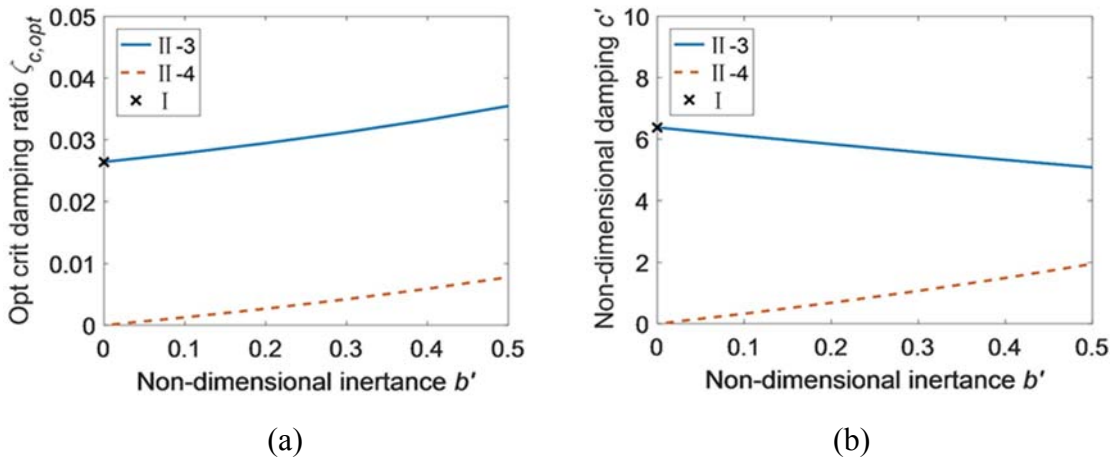 Opt crit damping ratio ζc,opt
0.05
0.04
0.03
0.02
0.01
0
Ⅱ-3
Ⅱ-4
Ⅰ
0 0.1 0.2 0.3 0.4 0.5
Non-dimensional inertance b'
(a)
Non-dimensional damping c'
10
8
6
4
2
0
Ⅱ-3
Ⅱ-4
Ⅰ
0 0.1 0.2 0.3 0.4 0.5
Non-dimensional inertance b'
(b)